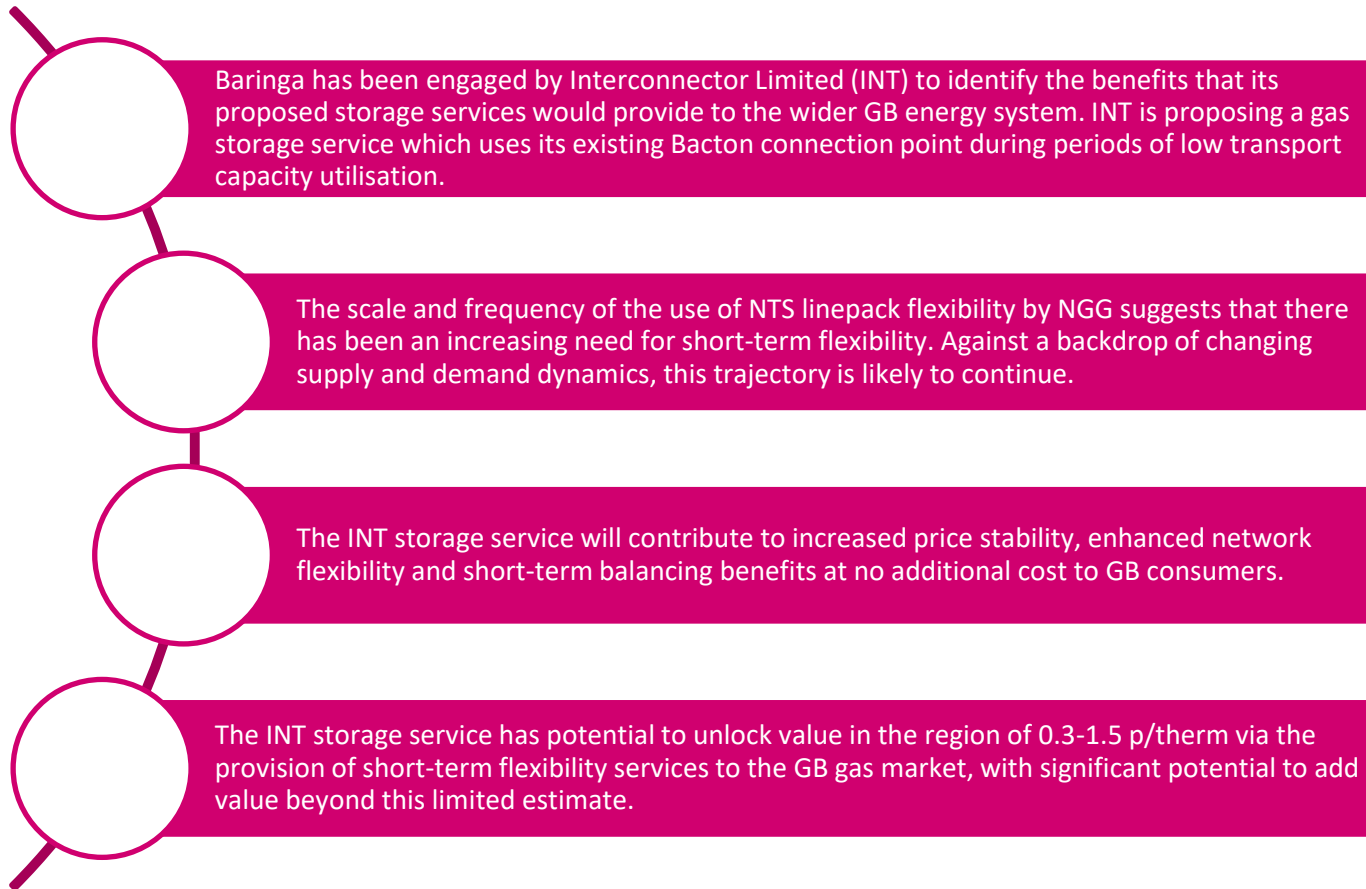 Baringa has been engaged by Interconnector Limited (INT) to identify the benefits that its
proposed storage services would provide to the wider GB energy system. INT is proposing a gas
storage service which uses its existing Bacton connection point during periods of low transport
capacity utilisation.
The scale and frequency of the use of NTS linepack flexibility by NGG suggests that there
has been an increasing need for short-term flexibility. Against a backdrop of changing
supply and demand dynamics, this trajectory is likely to continue.
The INT storage service will contribute to increased price stability, enhanced network
flexibility and short-term balancing benefits at no additional cost to GB consumers.
The INT storage service has potential to unlock value in the region of 0.3-1.5 p/therm via the
provision of short-term flexibility services to the GB gas market, with significant potential to add
value beyond this limited estimate.